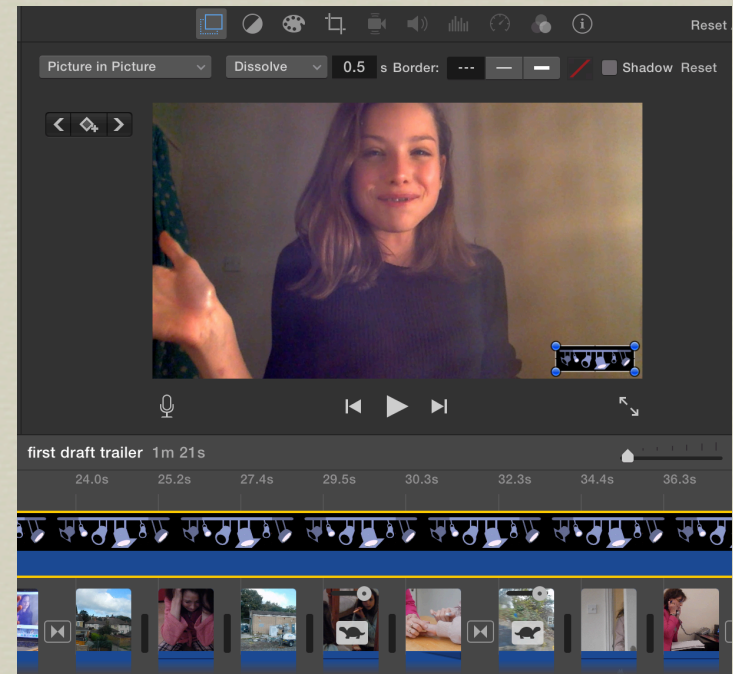 Reset
Picture in Picture Dissolve 0.5 s Border: Shadow Reset
first draft trailer 1m 21s
24.0s 25.2s 27.4s 29.5s 30.3s 32.3s 34.4s 36.3s